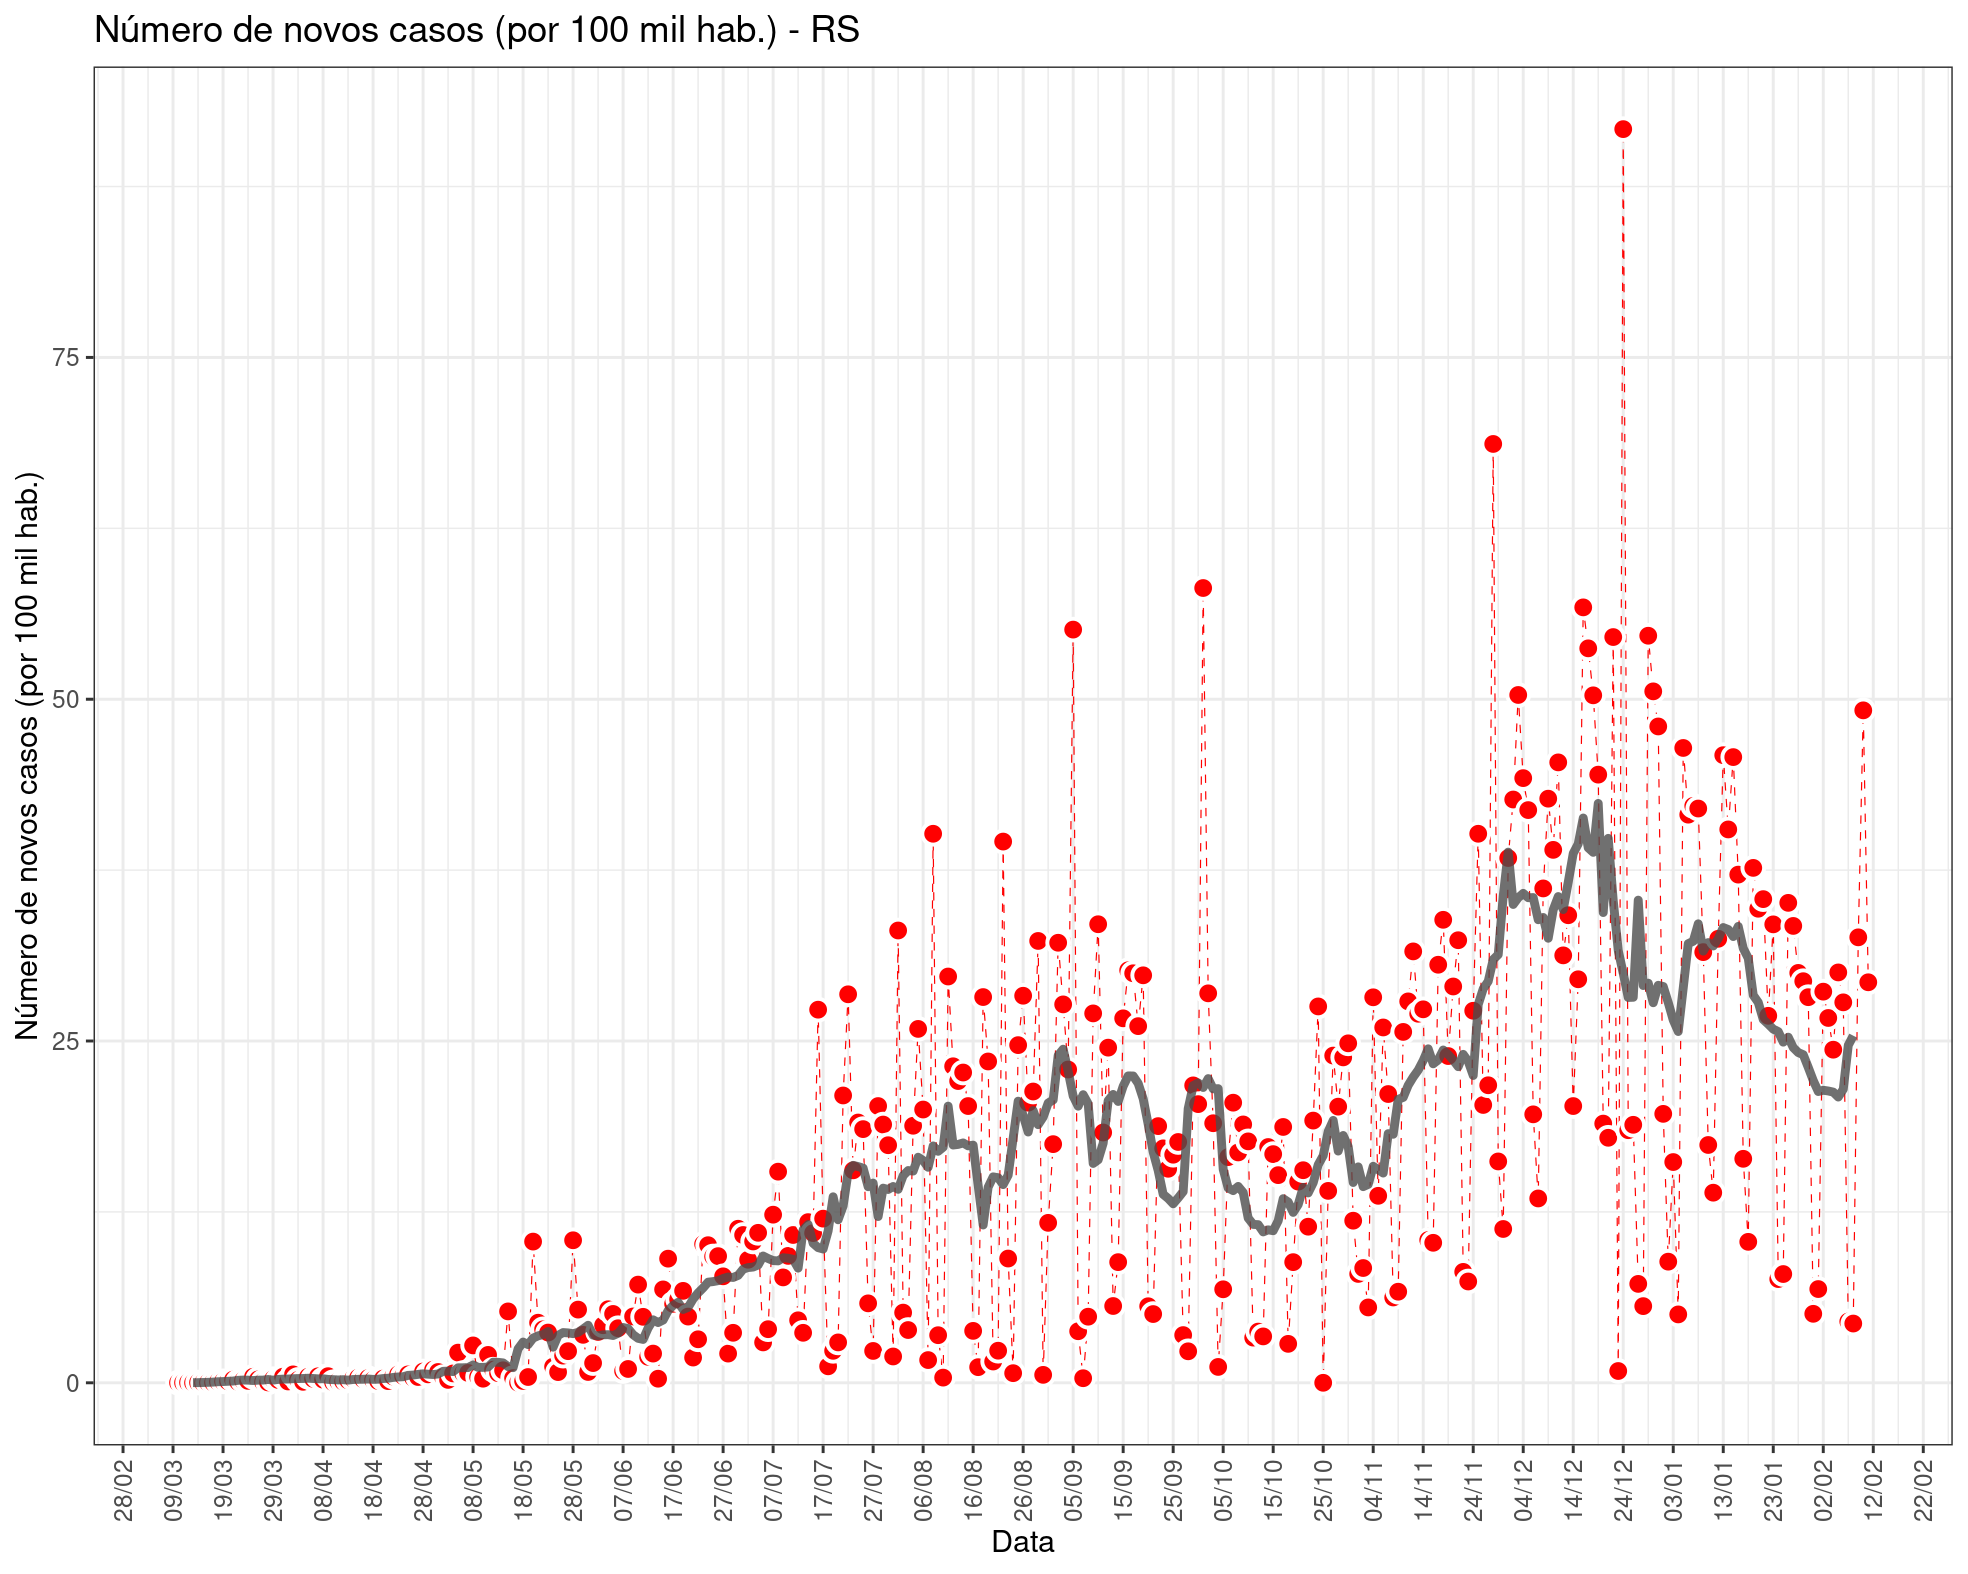 Número de novos casos (por 100 mil hab.) - RS
Número de novos casos (por 100 mil hab.)
75
50
25
0
28/02 09/03 19/03 29/03 08/04 18/04 28/04 08/05 18/05 28/05 07/06 17/06 27/06 07/07 17/07 27/07 06/08 16/08 26/08 05/09 15/09 25/09 05/10 15/10 25/10 04/11 14/11 24/11 04/12 14/12 24/12 03/01 13/01 23/01 02/02 12/02 22/02
Data